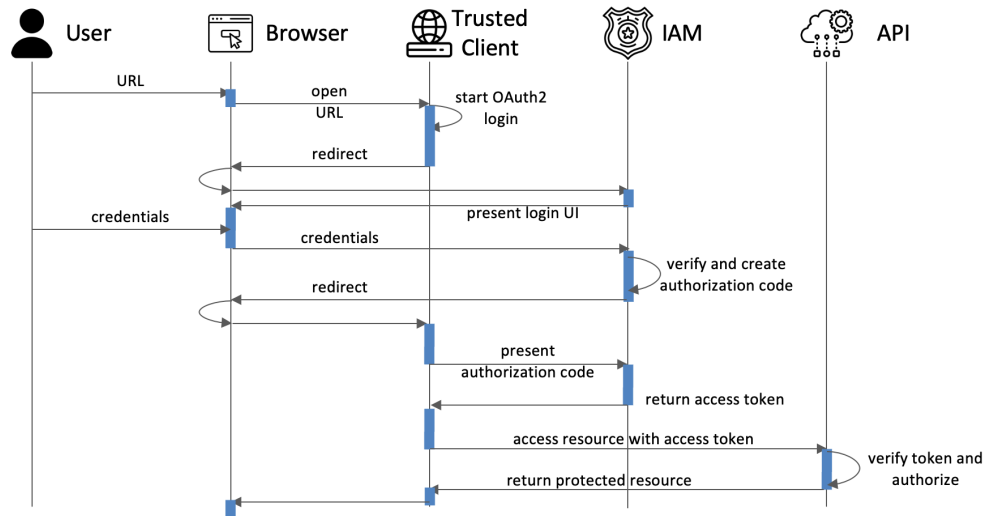 User
Browser
Trusted
Client
IAM
API
URL
open
URL
start OAuth2
login
redirect
present login UI
credentials
credentials
verify and create
authorization code
redirect
present
authorization code
return access token
access resource with access token
verify token and
authorize
return protected resource